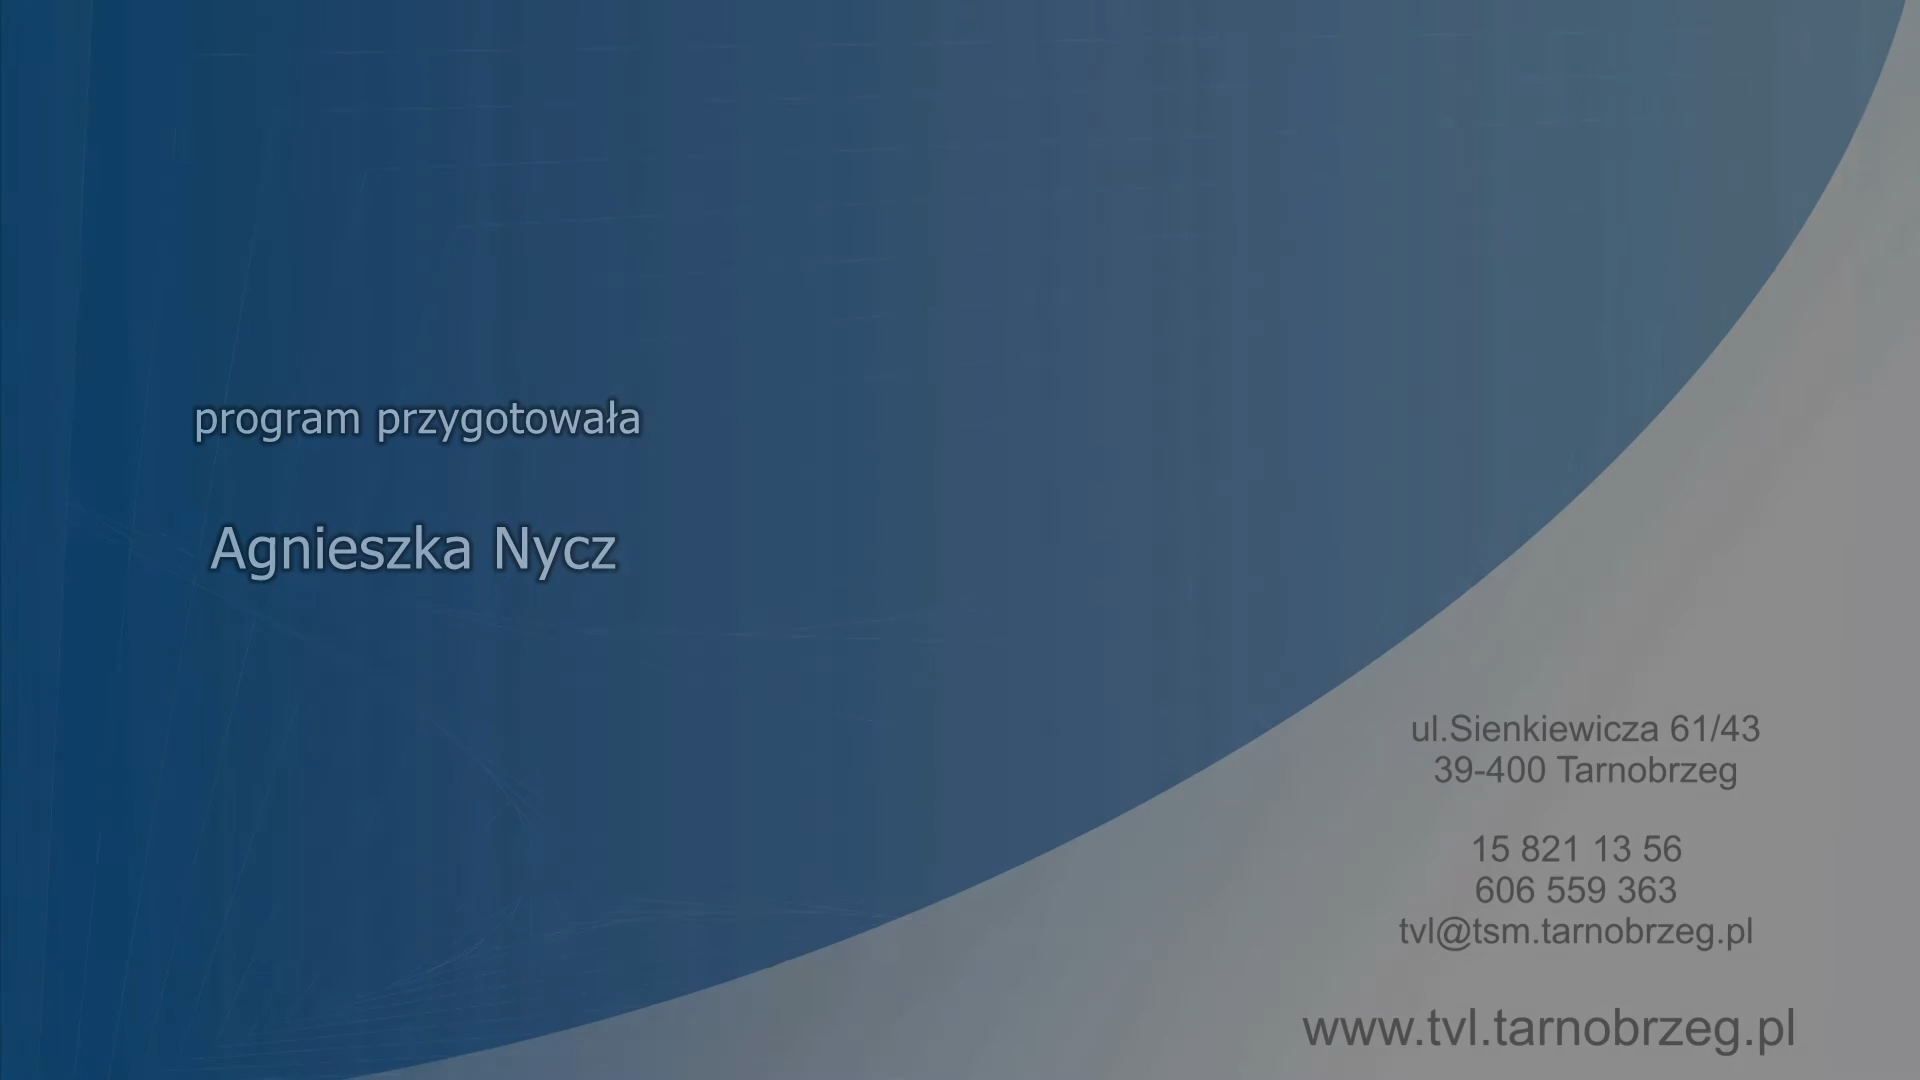 program przygotowała
Agnieszka Nycz
ul.Sienkiewicza 61/43
39-400 Tarnobrzeg
15 821 13 56
606 559 363
tvl@tsm.tarnobrzeg.pl
www.tvl.tarnobrzeg.pl